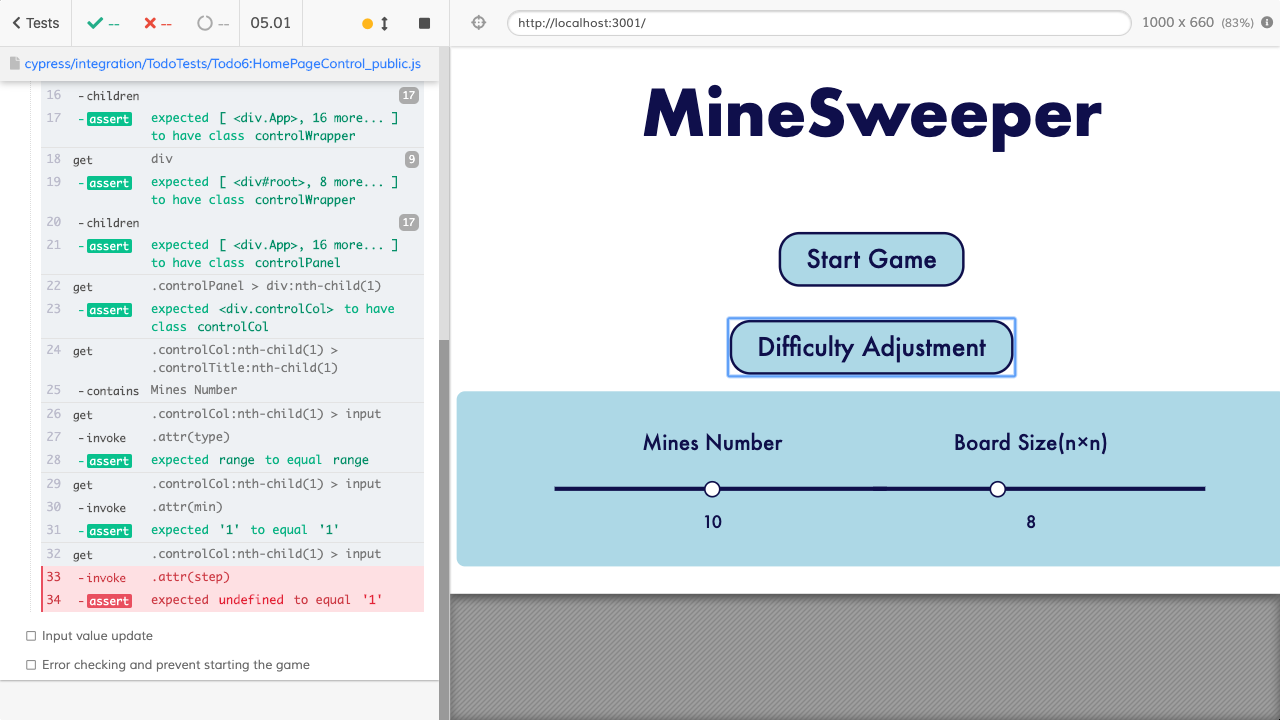 Tests
--
--
--
05.01
http://localhost:3001/
1000 x 660 (83%)
cypress/integration/TodoTests/Todo6:HomePageControl_public.js
16 - children 17
17 - assert expected [ <div.App>, 16 more... ]
to have class controlWrapper
18 get div 9
19 - assert expected [ <div#root>, 8 more... ]
to have class controlWrapper
20 - children 17
21 - assert expected [ <div.App>, 16 more... ]
to have class controlPanel
22 get .controlPanel > div:nth-child(1)
23 - assert expected <div.controlCol> to have
class controlCol
24 get .controlCol:nth-child(1) >
.controlTitle:nth-child(1)
25 - contains Mines Number
26 get .controlCol:nth-child(1) > input
27 - invoke .attr(type)
28 - assert expected range to equal range
29 get .controlCol:nth-child(1) > input
30 - invoke .attr(min)
31 - assert expected '1' to equal '1'
32 get .controlCol:nth-child(1) > input
33 - invoke .attr(step)
34 - assert expected undefined to equal '1'
Input value update
Error checking and prevent starting the game
MineSweeper
Start Game
Difficulty Adjustment
Mines Number Board Size(n×n)
10 8